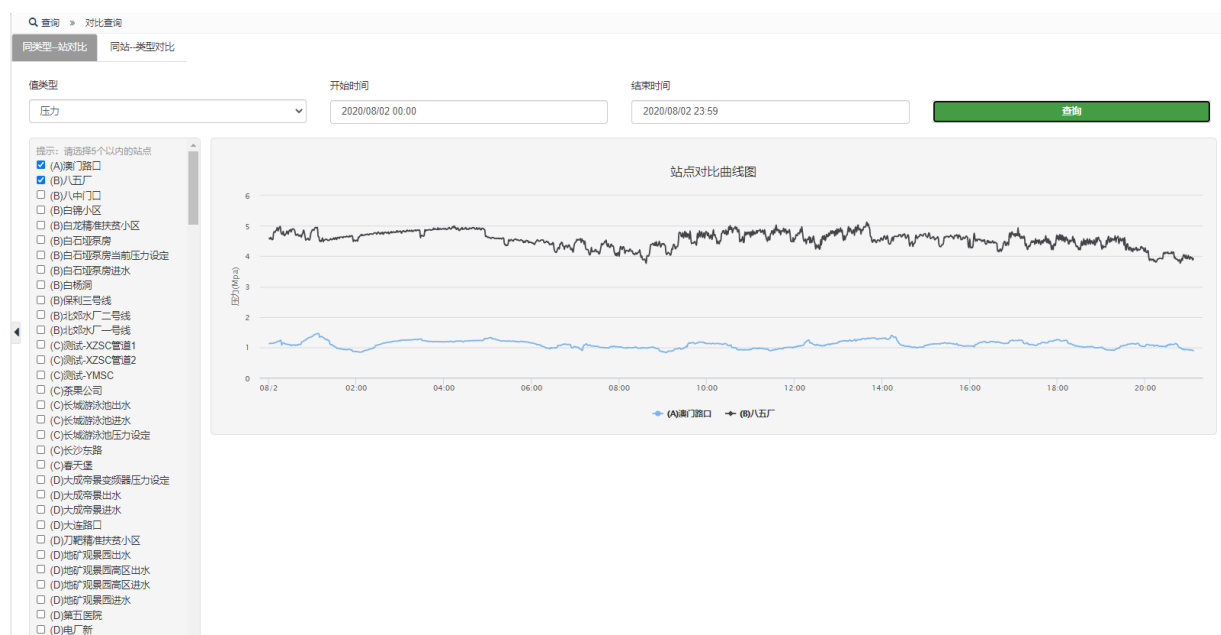 查询 » 对比查询
同类型--站对比 同站--类型对比
值类型 开始时间 结束时间
压力 2020/08/02 00:00 2020/08/02 23:59 查询
提示：请选择5个以内的站点
(A)澳门路口
(B)八五厂
(B)八中门口
(B)白锦小区
(B)白龙精准扶贫小区
(B)白石垭泵房
(B)白石垭泵房当前压力设定
(B)白石垭泵房进水
(B)白杨洞
(B)保利三号线
(B)北郊水厂二号线
(B)北郊水厂一号线
(C)测试-XZSC管道1
(C)测试-XZSC管道2
(C)测试-YMSC
(C)茶果公司
(C)长城游泳池出水
(C)长城游泳池进水
(C)长城游泳池压力设定
(C)长沙东路
(C)春天堡
(D)大成帝景变频器压力设定
(D)大成帝景出水
(D)大成帝景进水
(D)大连路口
(D)刀靶精准扶贫小区
(D)地矿观景园出水
(D)地矿观景园高区出水
(D)地矿观景园高区进水
(D)地矿观景园进水
(D)第五医院
(D)电厂新
站点对比曲线图
压力(Mpa)
6
5
4
3
2
1
0
08/2 02:00 04:00 06:00 08:00 10:00 12:00 14:00 16:00 18:00 20:00
(A)澳门路口 (B)八五厂